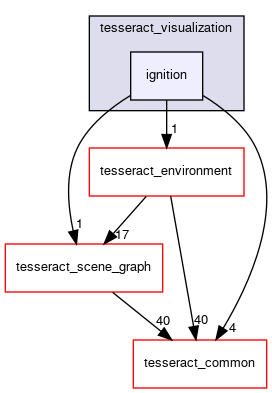 tesseract_visualization
ignition
1
tesseract_environment
1
17
tesseract_scene_graph
40
40
4
tesseract_common